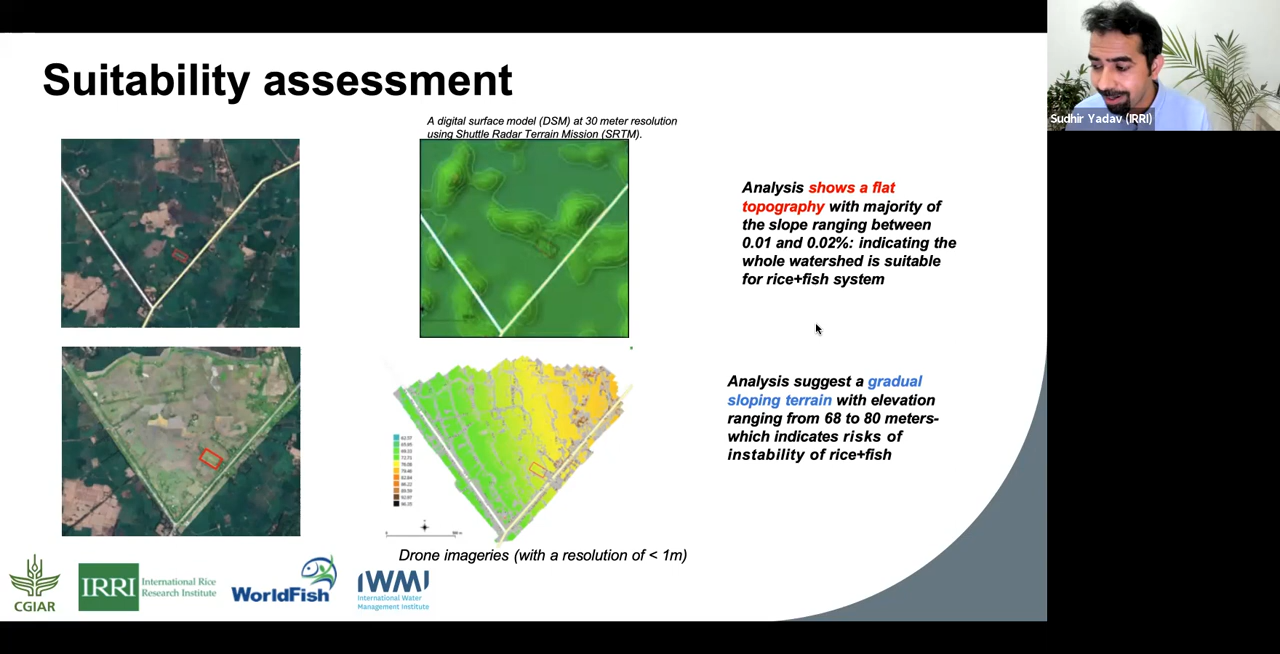 Suitability assessment
A digital surface model (DSM) at 30 meter resolution
using Shuttle Radar Terrain Mission (SRTM).
Analysis shows a flat
topography with majority of
the slope ranging between
0.01 and 0.02%: indicating the
whole watershed is suitable
for rice+fish system
Analysis suggest a gradual
sloping terrain with elevation
ranging from 68 to 80 meters-
which indicates risks of
instability of rice+fish
Drone imageries (with a resolution of < 1m)
CGIAR
IRRI
International Rice
Research Institute
WorldFish
IWMI
International Water
Management Institute
Sudhir Yadav (IRRI)